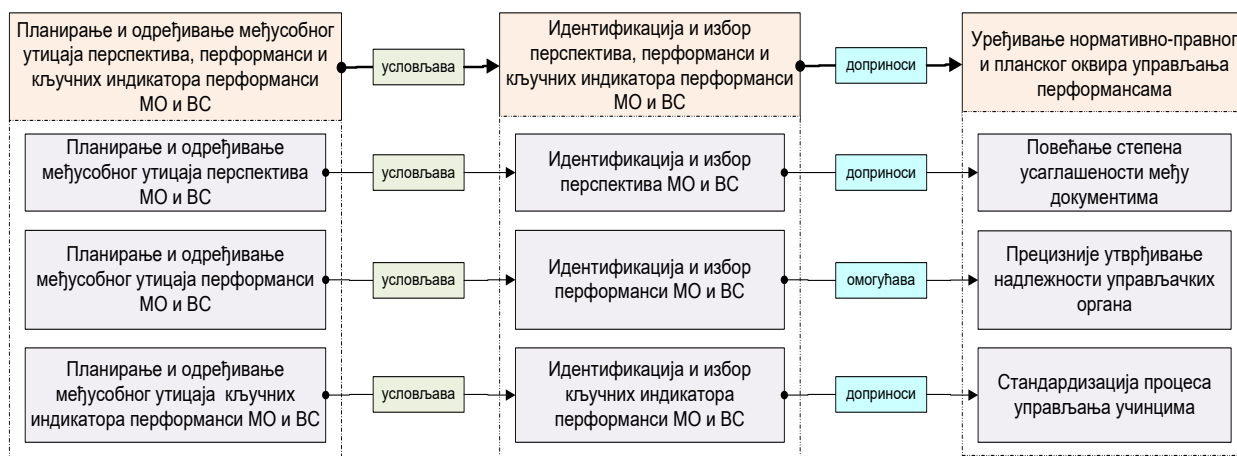 Планирање и одређивање међусобног
утицаја перспектива, перформанси и
кључних индикатора перформанси
МО и ВС
условљава
Идентификација и избор
перспектива, перформанси и
кључних индикатора перформанси
МО и ВС
доприноси
Уређивање нормативно-правног
и планског оквира управљања
перформансама
Планирање и одређивање
међусобног утицаја перспектива
МО и ВС
условљава
Идентификација и избор
перспектива МО и ВС
доприноси
Повећање степена
усаглашености међу
документима
Планирање и одређивање
међусобног утицаја перформанси
МО и ВС
условљава
Идентификација и избор
перформанси МО и ВС
омогућава
Прецизније утврђивање
надлежности управљачких
органа
Планирање и одређивање
међусобног утицаја кључних
индикатора перформанси МО и ВС
условљава
Идентификација и избор
кључних индикатора
перформанси МО и ВС
доприноси
Стандардизација процеса
управљања учинцима